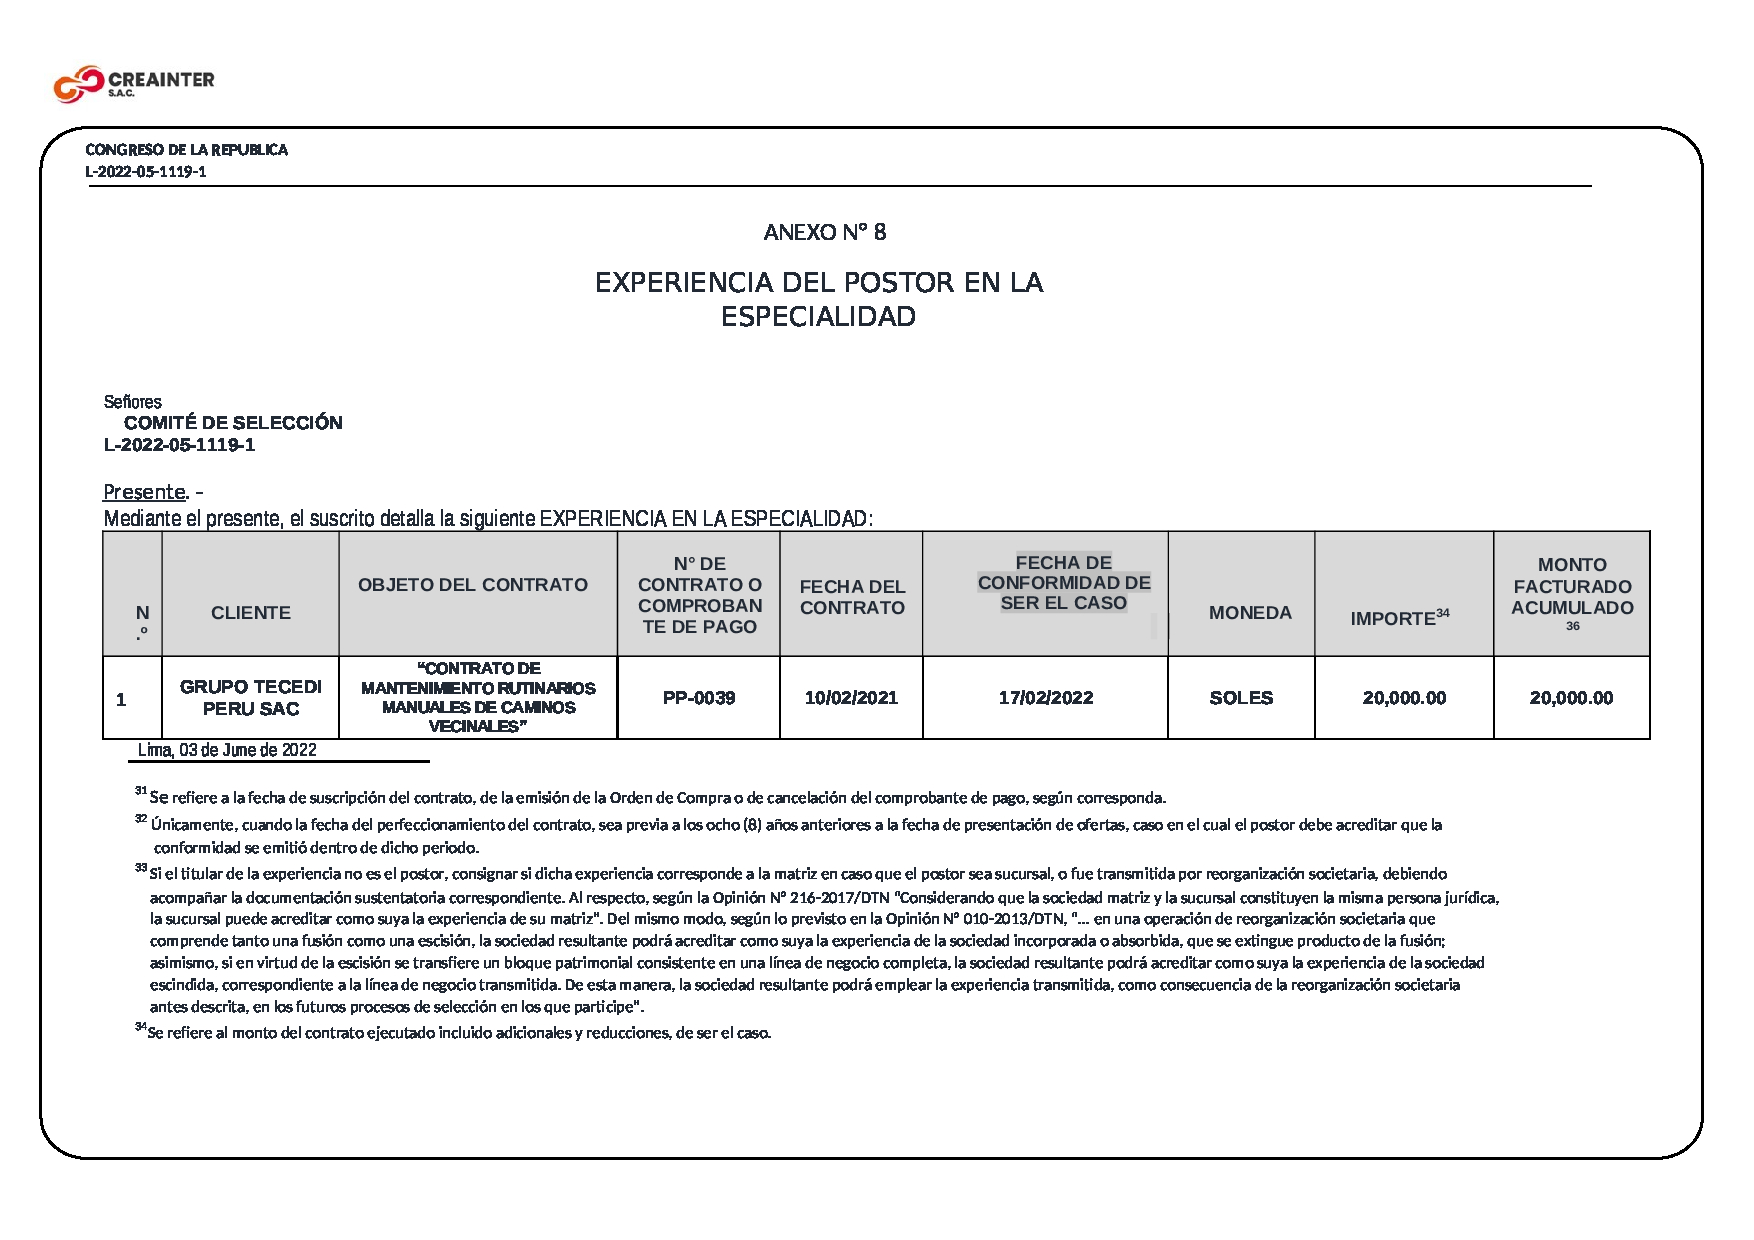 CREAINTER
S.A.C.
CONGRESO DE LA REPUBLICA
L-2022-05-1119-1
ANEXO Nº 8
EXPERIENCIA DEL POSTOR EN LA
ESPECIALIDAD
Señores
COMITÉ DE SELECCIÓN
L-2022-05-1119-1
Presente. -
Mediante el presente, el suscrito detalla la siguiente EXPERIENCIA EN LA ESPECIALIDAD:
N
.º
CLIENTE
OBJETO DEL CONTRATO
N° DE
CONTRATO O
COMPROBAN
TE DE PAGO
FECHA DEL
CONTRATO
FECHA DE
CONFORMIDAD DE
SER EL CASO
MONEDA
IMPORTE34
MONTO
FACTURADO
ACUMULADO
36
1
GRUPO TECEDI
PERU SAC
“CONTRATO DE
MANTENIMIENTO RUTINARIOS
MANUALES DE CAMINOS
VECINALES”
PP-0039
10/02/2021
17/02/2022
SOLES
20,000.00
20,000.00
Lima, 03 de June de 2022
31 Se refiere a la fecha de suscripción del contrato, de la emisión de la Orden de Compra o de cancelación del comprobante de pago, según corresponda.
32 Únicamente, cuando la fecha del perfeccionamiento del contrato, sea previa a los ocho (8) años anteriores a la fecha de presentación de ofertas, caso en el cual el postor debe acreditar que la
conformidad se emitió dentro de dicho periodo.
33 Si el titular de la experiencia no es el postor, consignar si dicha experiencia corresponde a la matriz en caso que el postor sea sucursal, o fue transmitida por reorganización societaria, debiendo
acompañar la documentación sustentatoria correspondiente. Al respecto, según la Opinión Nº 216-2017/DTN "Considerando que la sociedad matriz y la sucursal constituyen la misma persona jurídica,
la sucursal puede acreditar como suya la experiencia de su matriz". Del mismo modo, según lo previsto en la Opinión Nº 010-2013/DTN, "... en una operación de reorganización societaria que
comprende tanto una fusión como una escisión, la sociedad resultante podrá acreditar como suya la experiencia de la sociedad incorporada o absorbida, que se extingue producto de la fusión;
asimismo, si en virtud de la escisión se transfiere un bloque patrimonial consistente en una línea de negocio completa, la sociedad resultante podrá acreditar como suya la experiencia de la sociedad
escindida, correspondiente a la línea de negocio transmitida. De esta manera, la sociedad resultante podrá emplear la experiencia transmitida, como consecuencia de la reorganización societaria
antes descrita, en los futuros procesos de selección en los que participe".
34 Se refiere al monto del contrato ejecutado incluido adicionales y reducciones, de ser el caso.